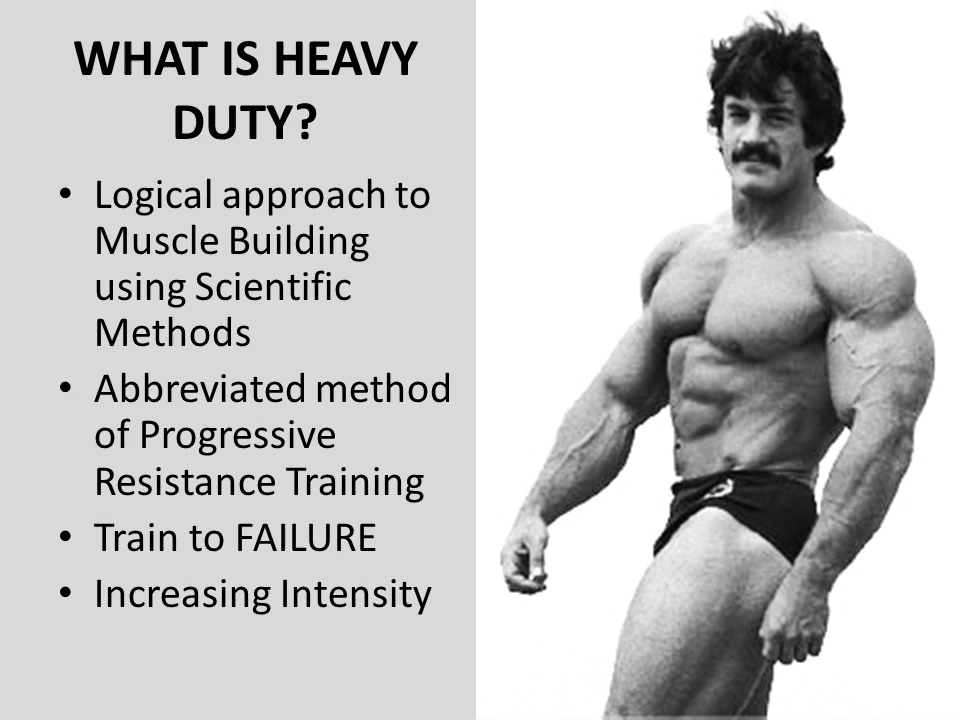 WHAT IS HEAVY
DUTY?
• Logical approach to
Muscle Building
using Scientific
Methods
• Abbreviated method
of Progressive
Resistance Training
• Train to FAILURE
• Increasing Intensity